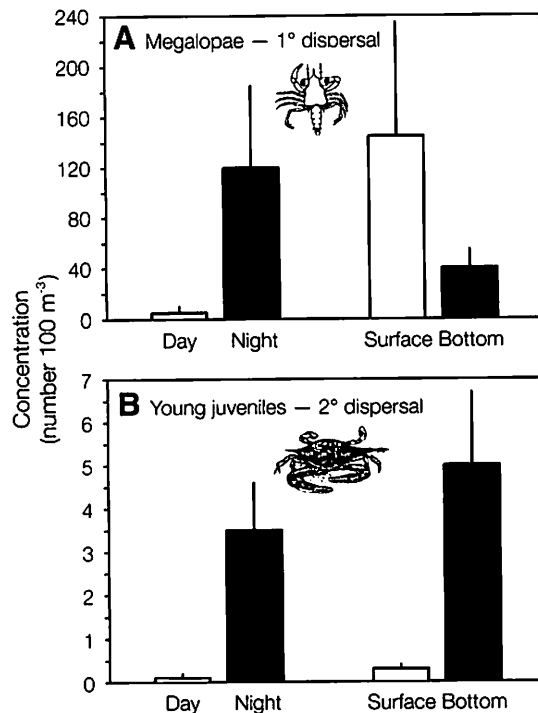 Concentration
(number 100 m⁻³)
A Megalopae – 1° dispersal
240
200
160
120
80
40
0
Day Night Surface Bottom
B Young juveniles – 2° dispersal
7
6
5
4
3
2
1
0
Day Night Surface Bottom